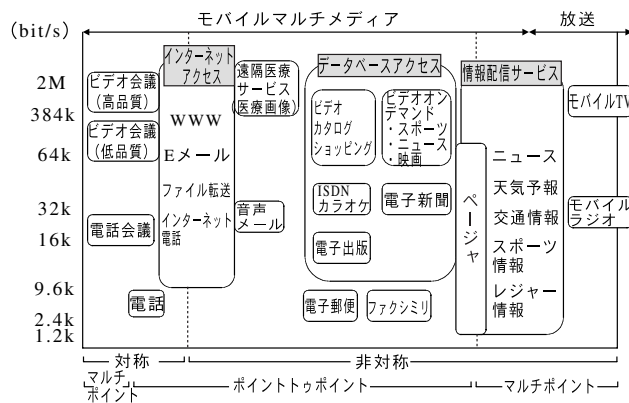 (bit/s)
モバイルマルチメディア
放送
2M
384k
64k
32k
16k
9.6k
2.4k
1.2k
ビデオ会議
(高品質)
ビデオ会議
(低品質)
電話会議
電話
インターネット
アクセス
WWW
Eメール
ファイル転送
インターネット
電話
遠隔医療
サービス
医療画像)
音声
メール
データベースアクセス
ビデオ
カタログ
ショッピング
ビデオオン
デマンド
・スポーツ
・ニュース
・映画
ISDN
カラオケ
電子新聞
電子出版
電子郵便
ファクシミリ
情報配信サービス
ページャ
ニュース
天気予報
交通情報
スポーツ
情報
レジャー
情報
モバイルTV
モバイル
ラジオ
対称
非対称
マルチ
ポイント
ポイントトゥポイント
マルチポイント